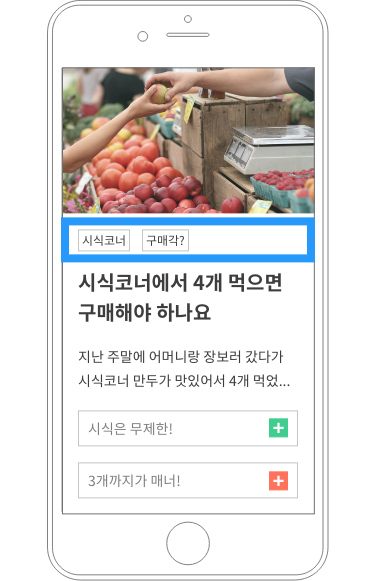 시식코너 구매각?
시식코너에서 4개 먹으면
구매해야 하나요
지난 주말에 어머니랑 장보러 갔다가
시식코너 만두가 맛있어서 4개 먹었...
시식은 무제한!
3개까지가 매너!